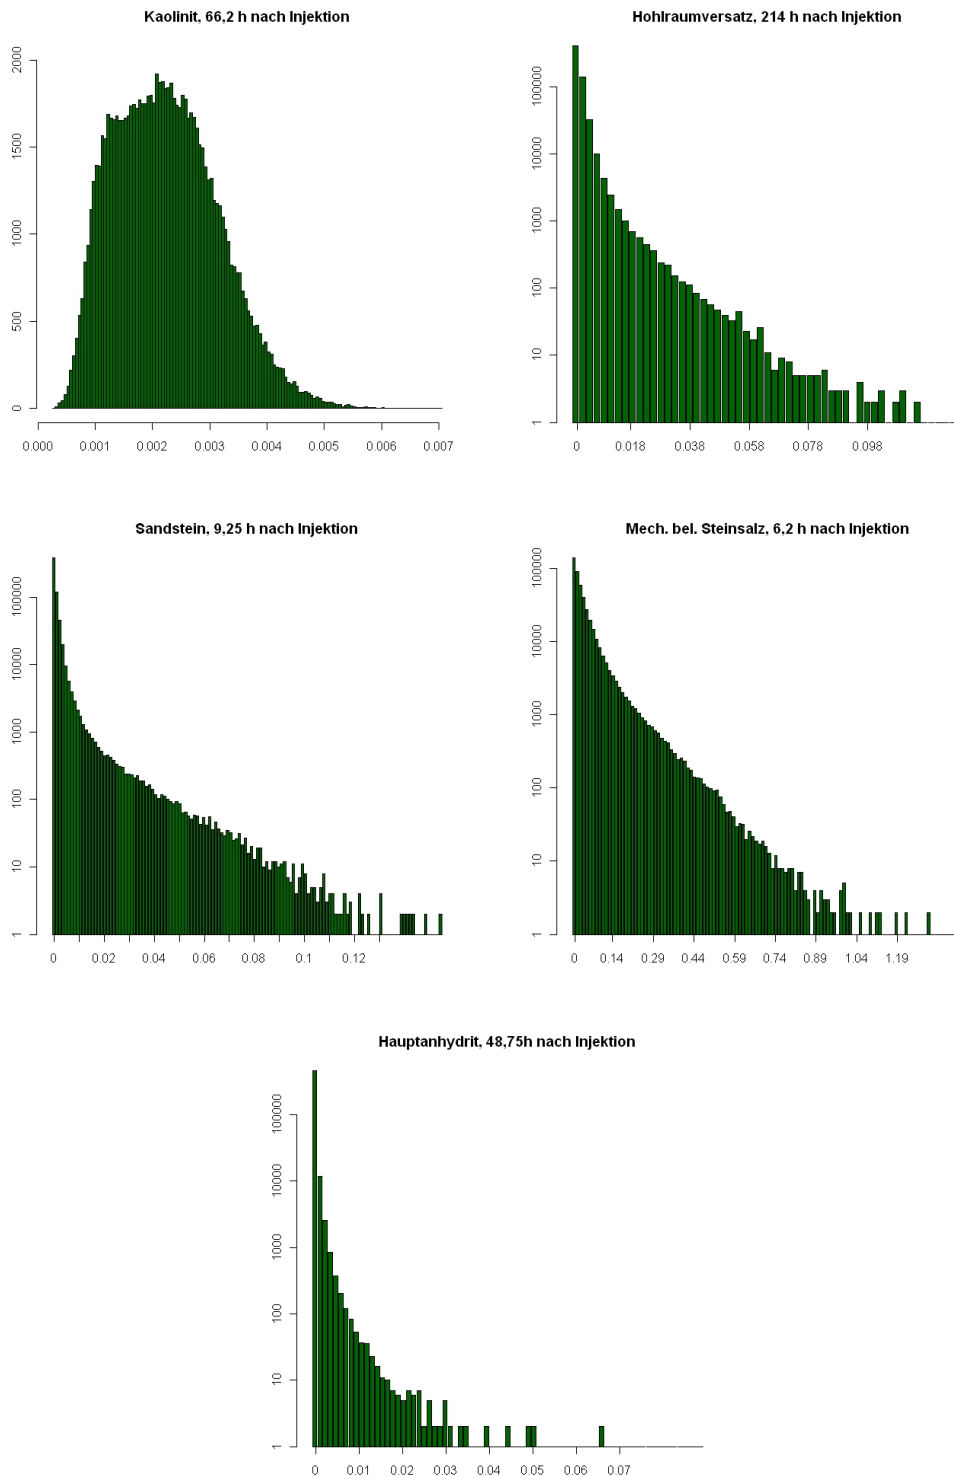 Kaolinit, 66,2 h nach Injektion
2000
1500
1000
500
0
0.000 0.001 0.002 0.003 0.004 0.005 0.006 0.007
Hohlraumversatz, 214 h nach Injektion
100000
10000
1000
100
10
1
0 0.018 0.038 0.058 0.078 0.098
Sandstein, 9,25 h nach Injektion
100000
10000
1000
100
10
1
0 0.02 0.04 0.06 0.08 0.1 0.12
Mech. bel. Steinsalz, 6,2 h nach Injektion
100000
10000
1000
100
10
1
0 0.14 0.29 0.44 0.59 0.74 0.89 1.04 1.19
Hauptanhydrit, 48,75h nach Injektion
100000
10000
1000
100
10
1
0 0.01 0.02 0.03 0.04 0.05 0.06 0.07